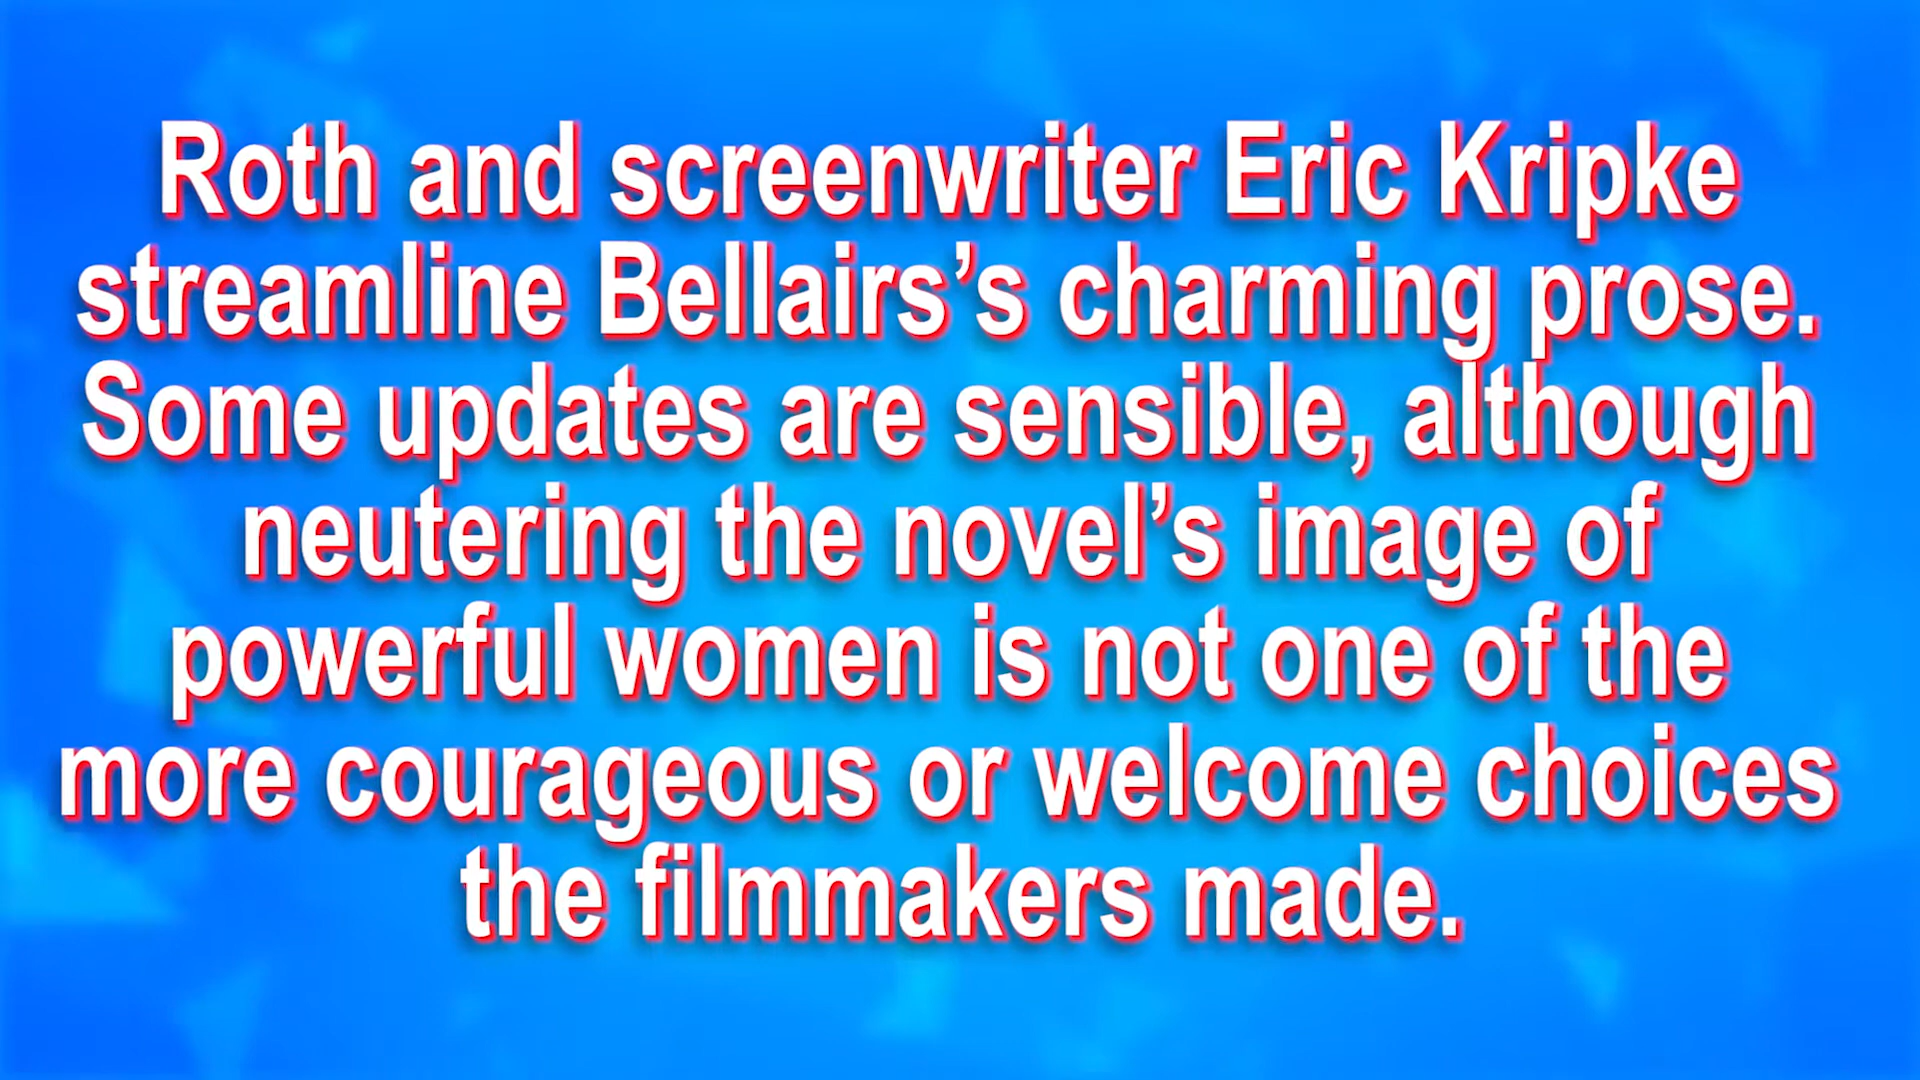 Roth and screenwriter Eric Kripke
streamline Bellairs’s charming prose.
Some updates are sensible, although
neutering the novel’s image of
powerful women is not one of the
more courageous or welcome choices
the filmmakers made.